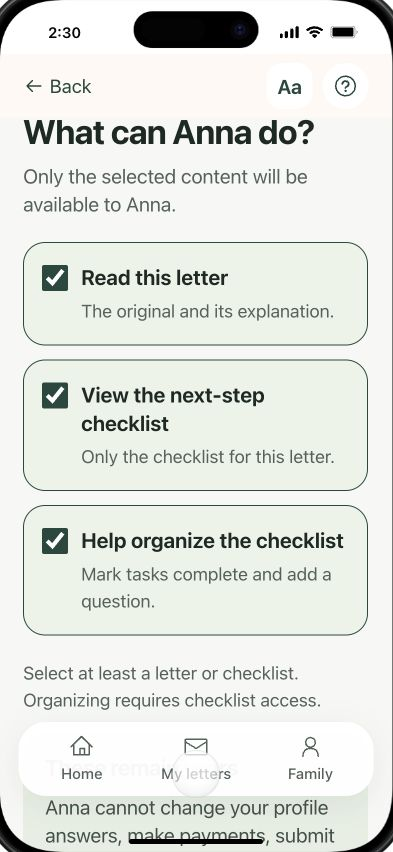 2:30
Back
Aa
?
What can Anna do?
Only the selected content will be
available to Anna.
Read this letter
The original and its explanation.
View the next-step
checklist
Only the checklist for this letter.
Help organize the checklist
Mark tasks complete and add a
question.
Select at least a letter or checklist.
Organizing requires checklist access.
These remain
Home
My letters
Family
Anna cannot change your profile
answers, make payments, submit